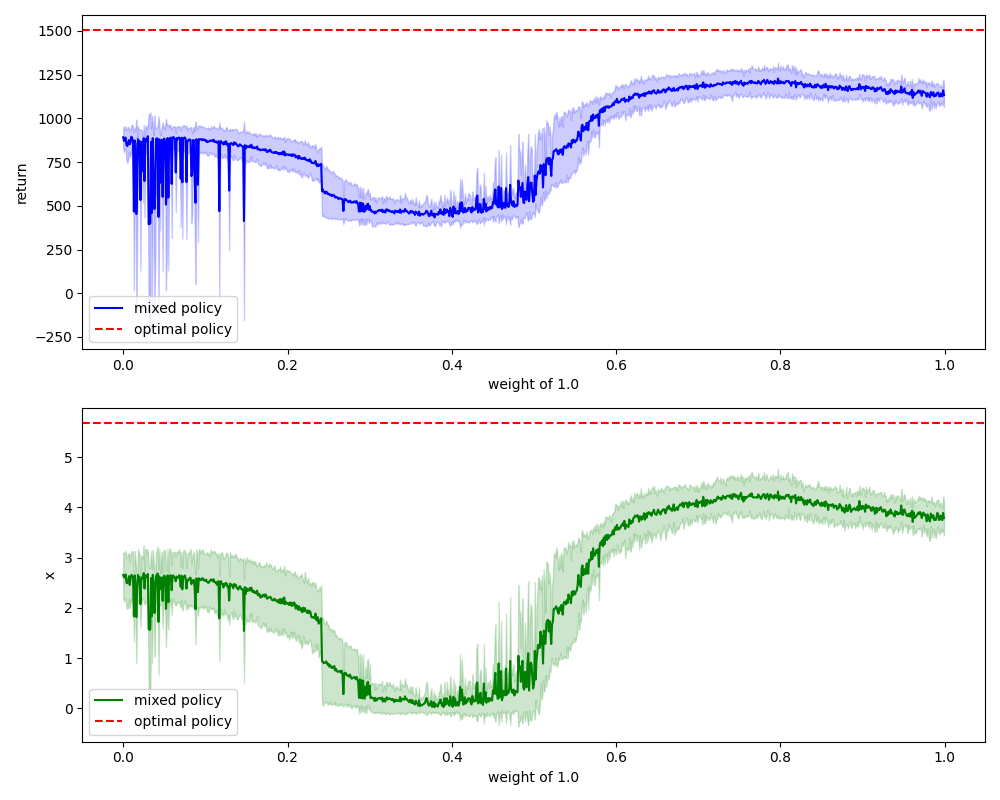 1500
1250
1000
750
500
250
0
−250
return
mixed policy
optimal policy
0.0 0.2 0.4 0.6 0.8 1.0
weight of 1.0
5
4
3
2
1
0
x
mixed policy
optimal policy
0.0 0.2 0.4 0.6 0.8 1.0
weight of 1.0